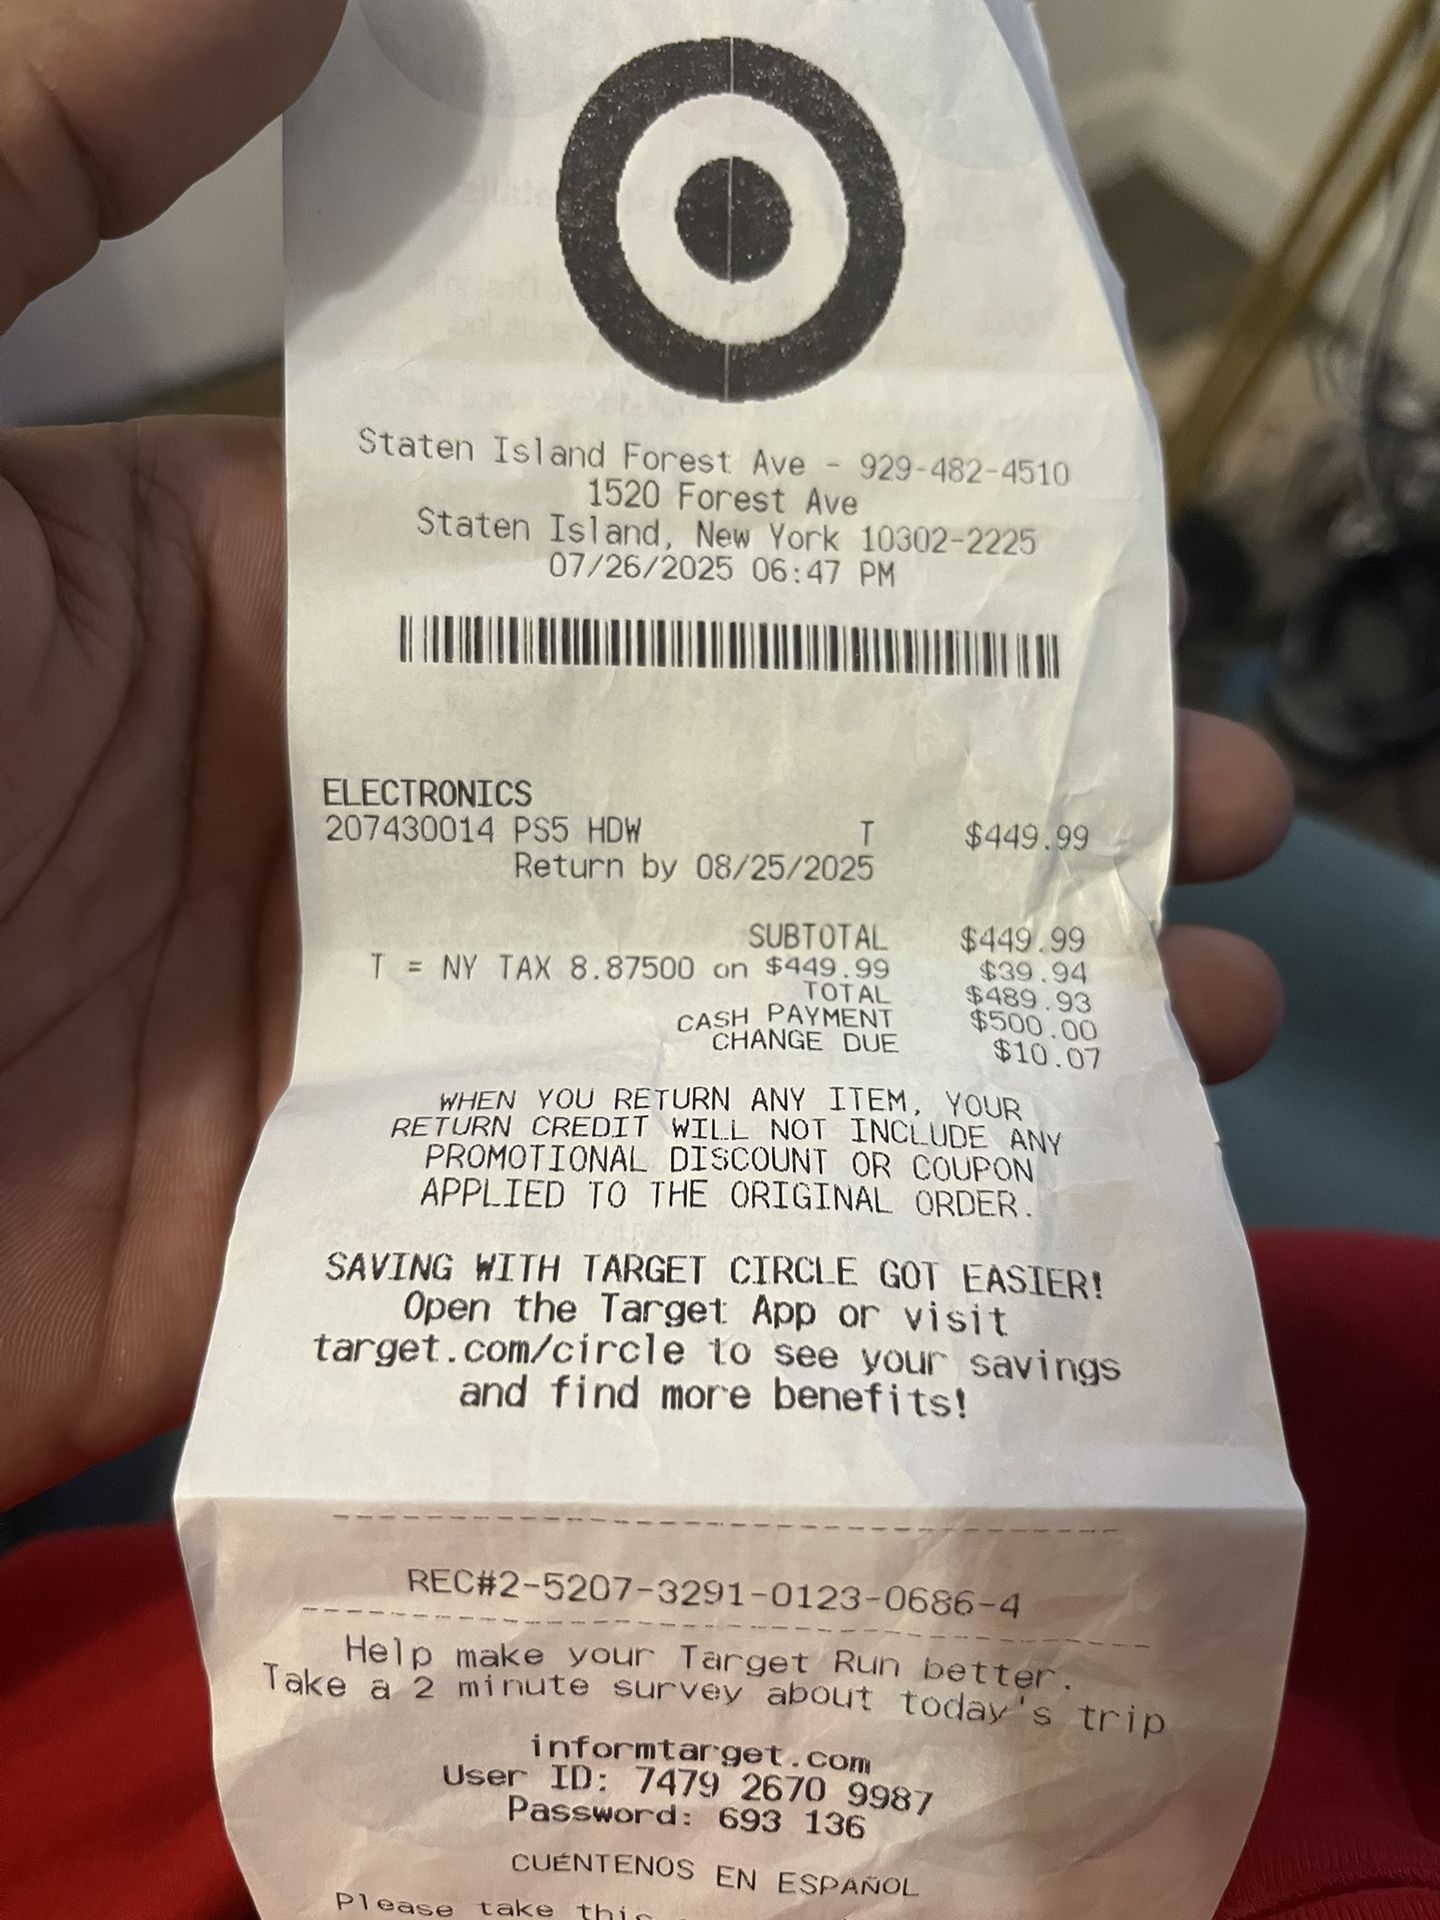 Staten Island Forest Ave - 929-482-4510
1520 Forest Ave
Staten Island, New York 10302-2225
07/26/2025 06:47 PM
ELECTRONICS
207430014 PS5 HDW T $449.99
Return by 08/25/2025
SUBTOTAL $449.99
T = NY TAX 8.87500 on $449.99 $39.94
TOTAL $489.93
CASH PAYMENT $500.00
CHANGE DUE $10.07
WHEN YOU RETURN ANY ITEM, YOUR
RETURN CREDIT WILL NOT INCLUDE ANY
PROMOTIONAL DISCOUNT OR COUPON
APPLIED TO THE ORIGINAL ORDER.
SAVING WITH TARGET CIRCLE GOT EASIER!
Open the Target App or visit
target.com/circle to see your savings
and find more benefits!
REC#2-5207-3291-0123-0686-4
Help make your Target Run better.
Take a 2 minute survey about today's trip
informtarget.com
User ID: 7479 2670 9987
Password: 693 136
CUÉNTENOS EN ESPAÑOL
Please take this